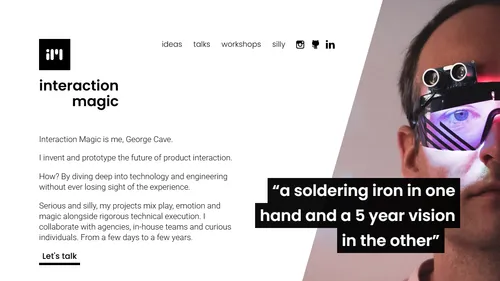 ideas talks workshops silly
iM
interaction
magic
Interaction Magic is me, George Cave.
I invent and prototype the future of product interaction.
How? By diving deep into technology and engineering
without ever losing sight of the experience.
Serious and silly, my projects mix play, emotion and
magic alongside rigorous technical execution. I
collaborate with agencies, in-house teams and curious
individuals. From a few days to a few years.
Let's talk
“a soldering iron in one
hand and a 5 year vision
in the other”